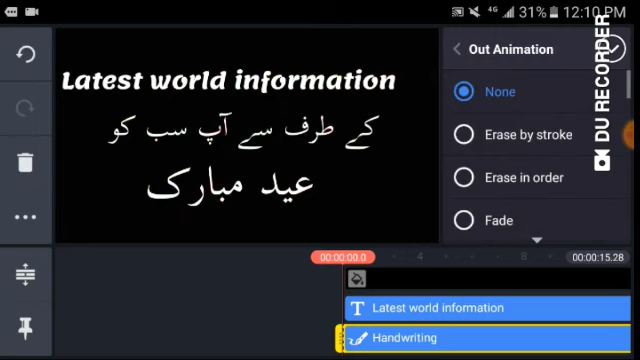 4G 31% 12:10 PM
Latest world information
کے طرف سے آپ سب کو
عید مبارک
Out Animation
None
Erase by stroke
Erase in order
Fade
DU RECORDER
00:00:00.0 4 8 00:00:15.28
Latest world information
Handwriting